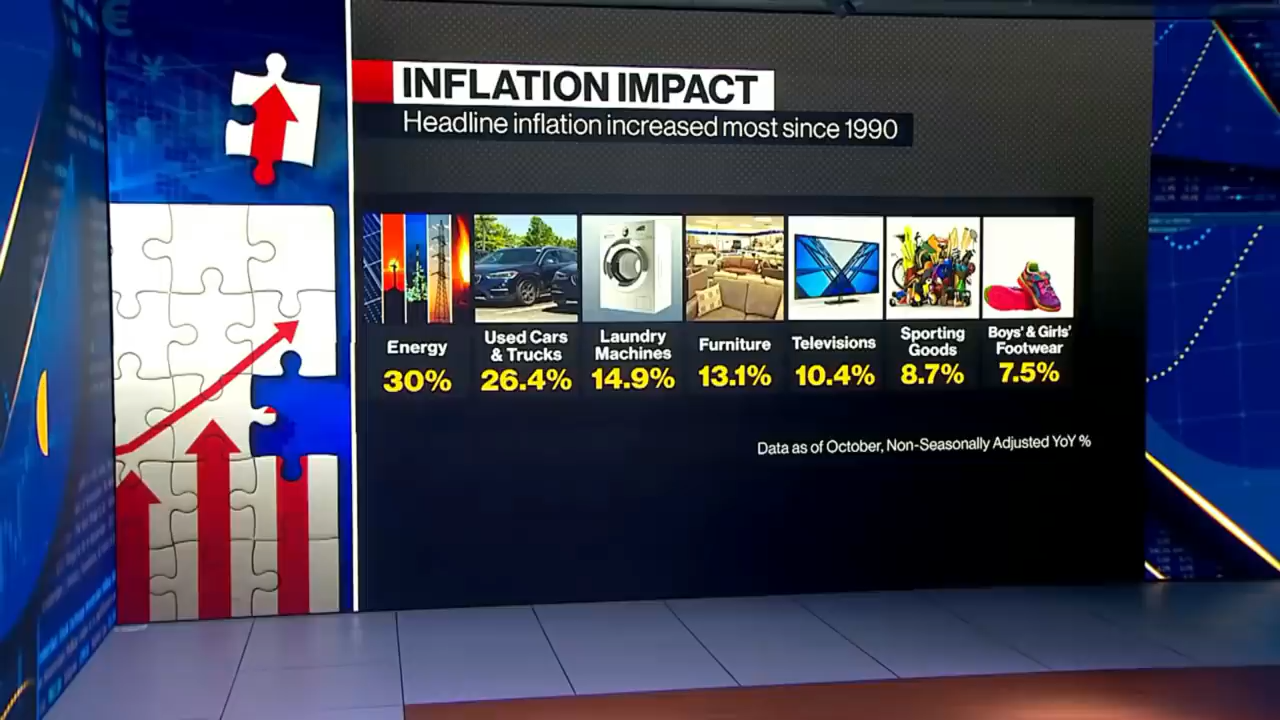 INFLATION IMPACT
Headline inflation increased most since 1990
Energy
30%
Used Cars
& Trucks
26.4%
Laundry
Machines
14.9%
Furniture
13.1%
Televisions
10.4%
Sporting
Goods
8.7%
Boys' & Girls'
Footwear
7.5%
Data as of October, Non-Seasonally Adjusted YoY %